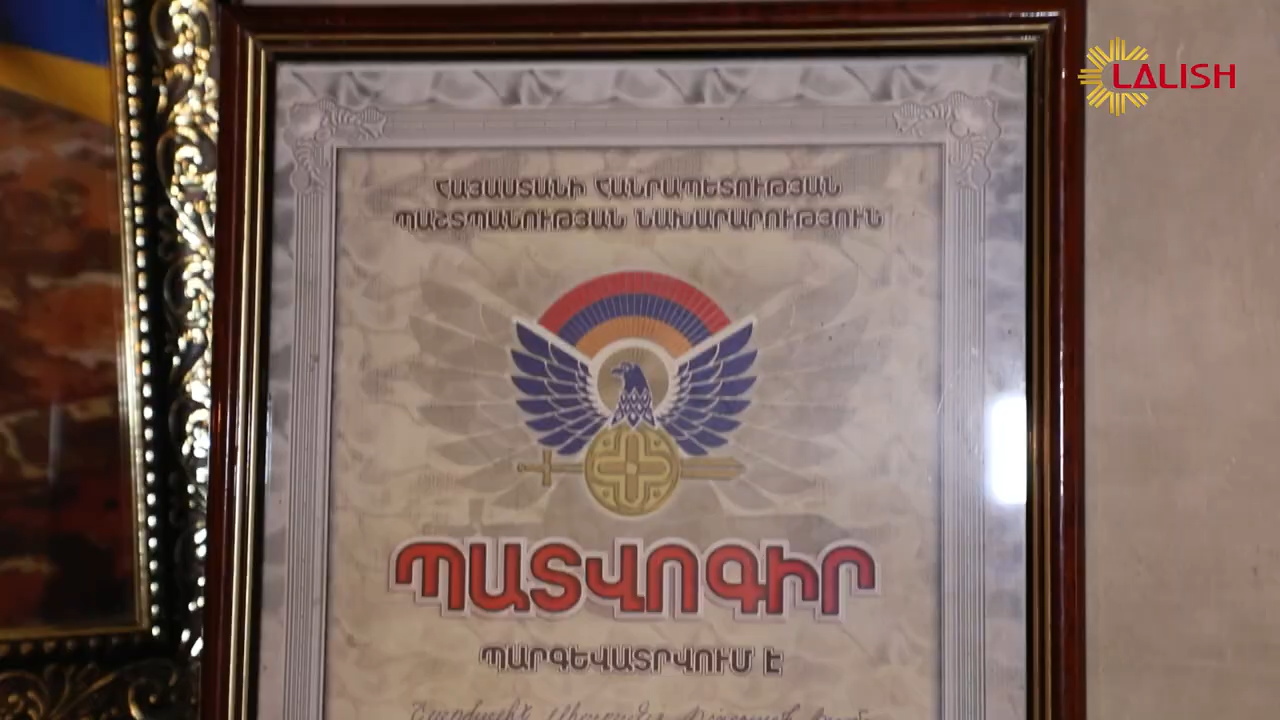 LALISH
ՀԱՅԱՍՏԱՆԻ ՀԱՆՐԱՊԵՏՈՒԹՅԱՆ
ՊԱՇՏՊԱՆՈՒԹՅԱՆ ՆԱԽԱՐԱՐՈՒԹՅՈՒՆ
ՊԱՏՎՈԳԻՐ
ՊԱՐԳԵՎԱՏՐՎՈՒՄ Է